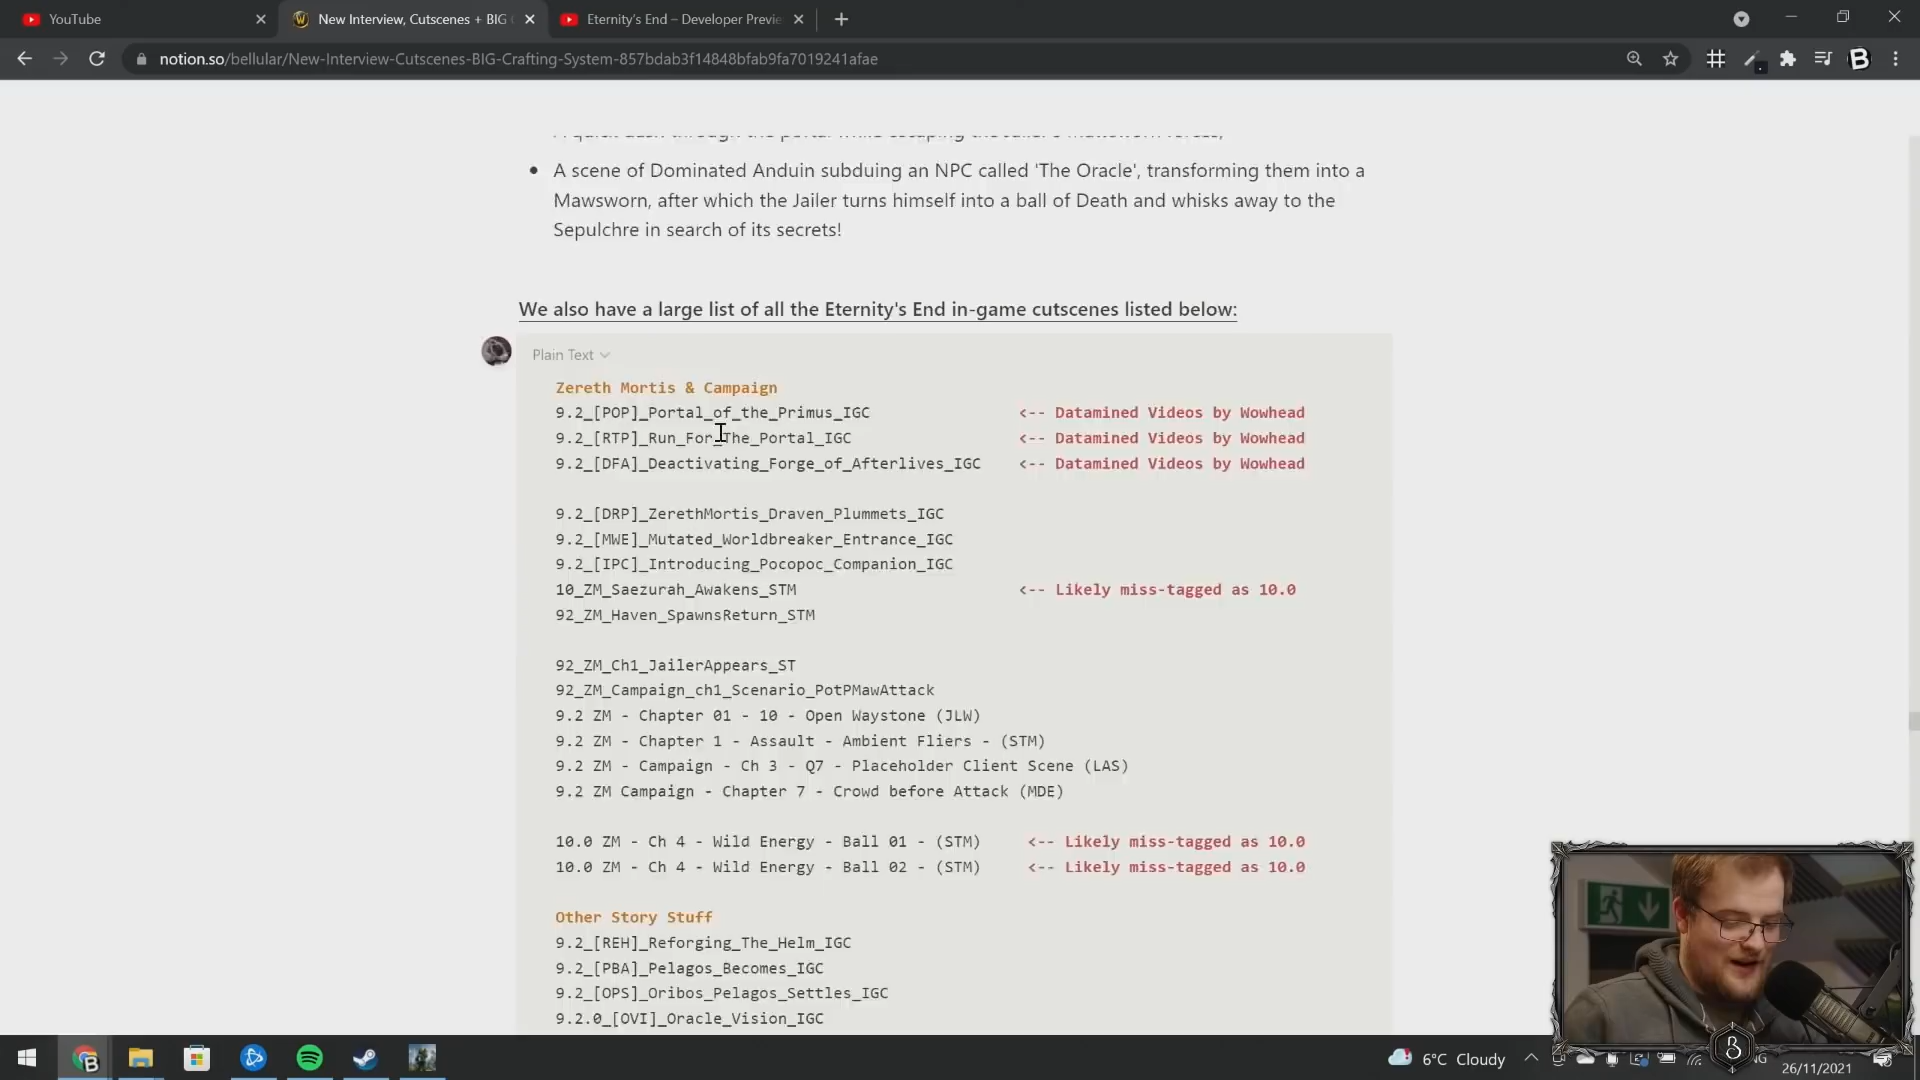 YouTube
New Interview, Cutscenes + BIG
Eternity's End – Developer Previe
notion.so/bellular/New-Interview-Cutscenes-BIG-Crafting-System-857bdab3f14848bfab9fa7019241afae
A quick dash through the portal while escaping the Jailer's Mawsworn forces,
A scene of Dominated Anduin subduing an NPC called 'The Oracle', transforming them into a
Mawsworn, after which the Jailer turns himself into a ball of Death and whisks away to the
Sepulchre in search of its secrets!
We also have a large list of all the Eternity's End in-game cutscenes listed below:
Plain Text
Zereth Mortis & Campaign
9.2_[POP]_Portal_of_the_Primus_IGC <-- Datamined Videos by Wowhead
9.2_[RTP]_Run_For_The_Portal_IGC <-- Datamined Videos by Wowhead
9.2_[DFA]_Deactivating_Forge_of_Afterlives_IGC <-- Datamined Videos by Wowhead
9.2_[DRP]_ZerethMortis_Draven_Plummets_IGC
9.2_[MWE]_Mutated_Worldbreaker_Entrance_IGC
9.2_[IPC]_Introducing_Pocopoc_Companion_IGC
10_ZM_Saezurah_Awakens_STM <-- Likely miss-tagged as 10.0
92_ZM_Haven_SpawnsReturn_STM
92_ZM_Ch1_JailerAppears_ST
92_ZM_Campaign_ch1_Scenario_PotPMawAttack
9.2 ZM - Chapter 01 - 10 - Open Waystone (JLW)
9.2 ZM - Chapter 1 - Assault - Ambient Fliers - (STM)
9.2 ZM - Campaign - Ch 3 - Q7 - Placeholder Client Scene (LAS)
9.2 ZM Campaign - Chapter 7 - Crowd before Attack (MDE)
10.0 ZM - Ch 4 - Wild Energy - Ball 01 - (STM) <-- Likely miss-tagged as 10.0
10.0 ZM - Ch 4 - Wild Energy - Ball 02 - (STM) <-- Likely miss-tagged as 10.0
Other Story Stuff
9.2_[REH]_Reforging_The_Helm_IGC
9.2_[PBA]_Pelagos_Becomes_IGC
9.2_[OPS]_Oribos_Pelagos_Settles_IGC
9.2.0_[OVI]_Oracle_Vision_IGC
6°C Cloudy
26/11/2021